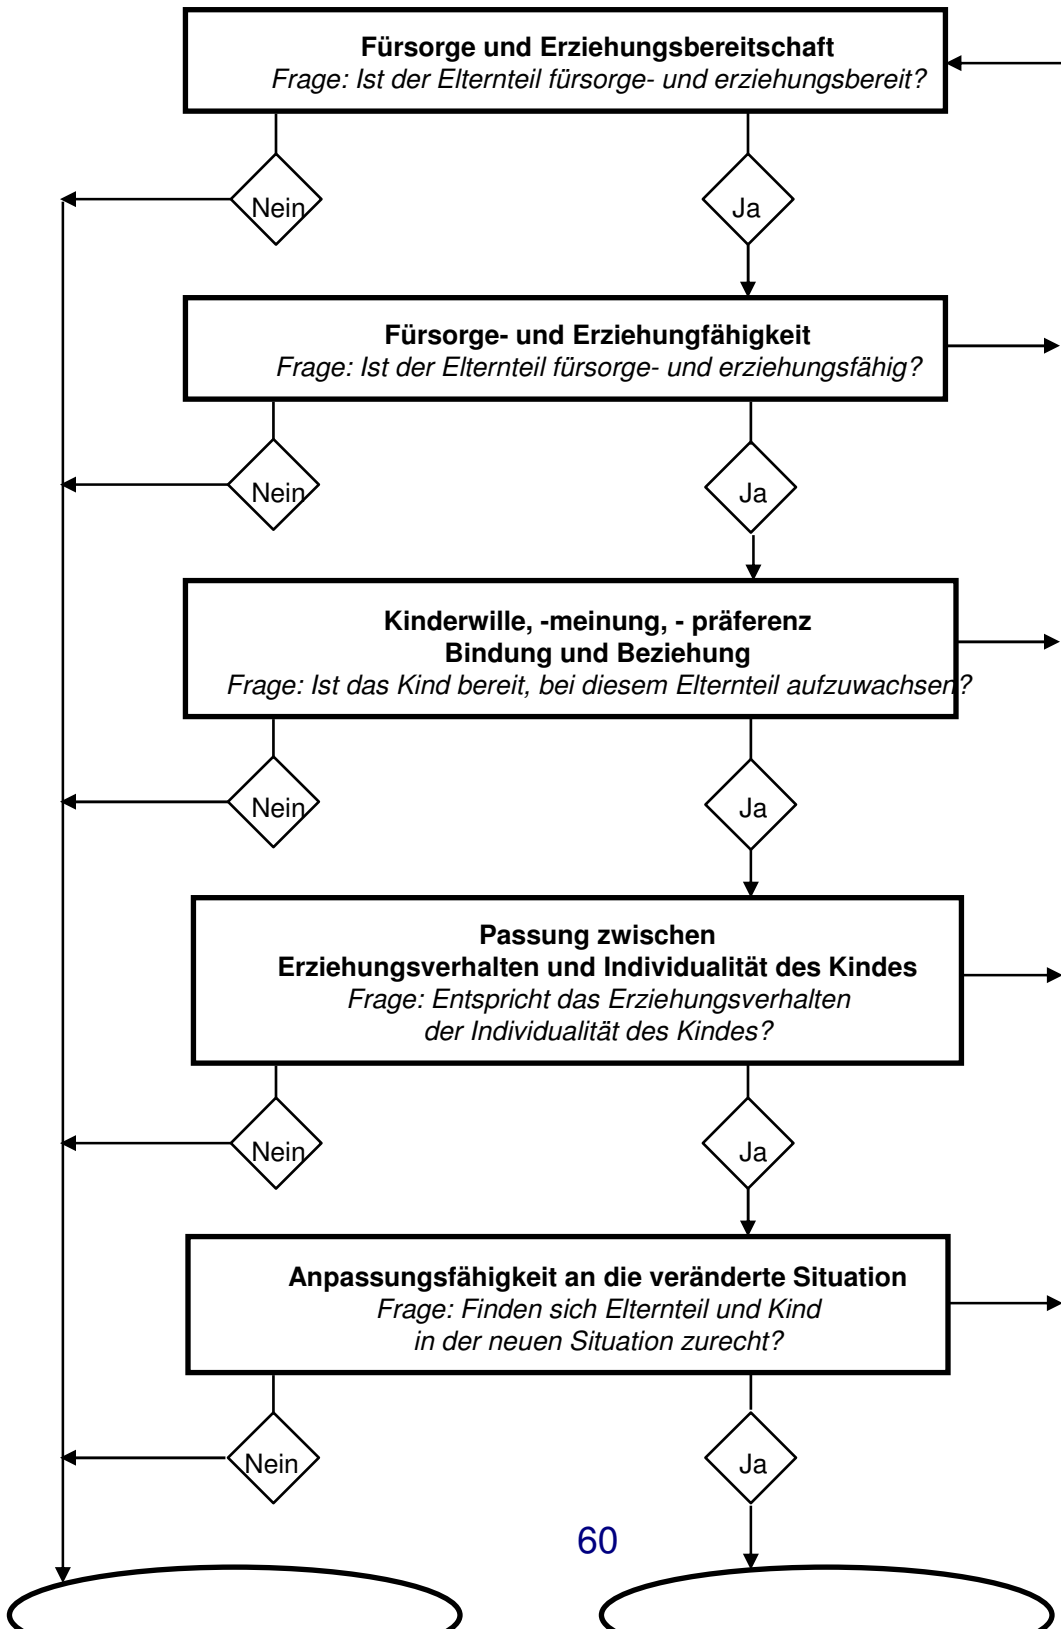 Fürsorge und Erziehungsbereitschaft
Frage: Ist der Elternteil fürsorge- und erziehungsbereit?
Nein
Ja
Fürsorge- und Erziehungfähigkeit
Frage: Ist der Elternteil fürsorge- und erziehungsfähig?
Nein
Ja
Kinderwille, -meinung, - präferenz
Bindung und Beziehung
Frage: Ist das Kind bereit, bei diesem Elternteil aufzuwachsen?
Nein
Ja
Passung zwischen
Erziehungsverhalten und Individualität des Kindes
Frage: Entspricht das Erziehungsverhalten
der Individualität des Kindes?
Nein
Ja
Anpassungsfähigkeit an die veränderte Situation
Frage: Finden sich Elternteil und Kind
in der neuen Situation zurecht?
Nein
Ja
60